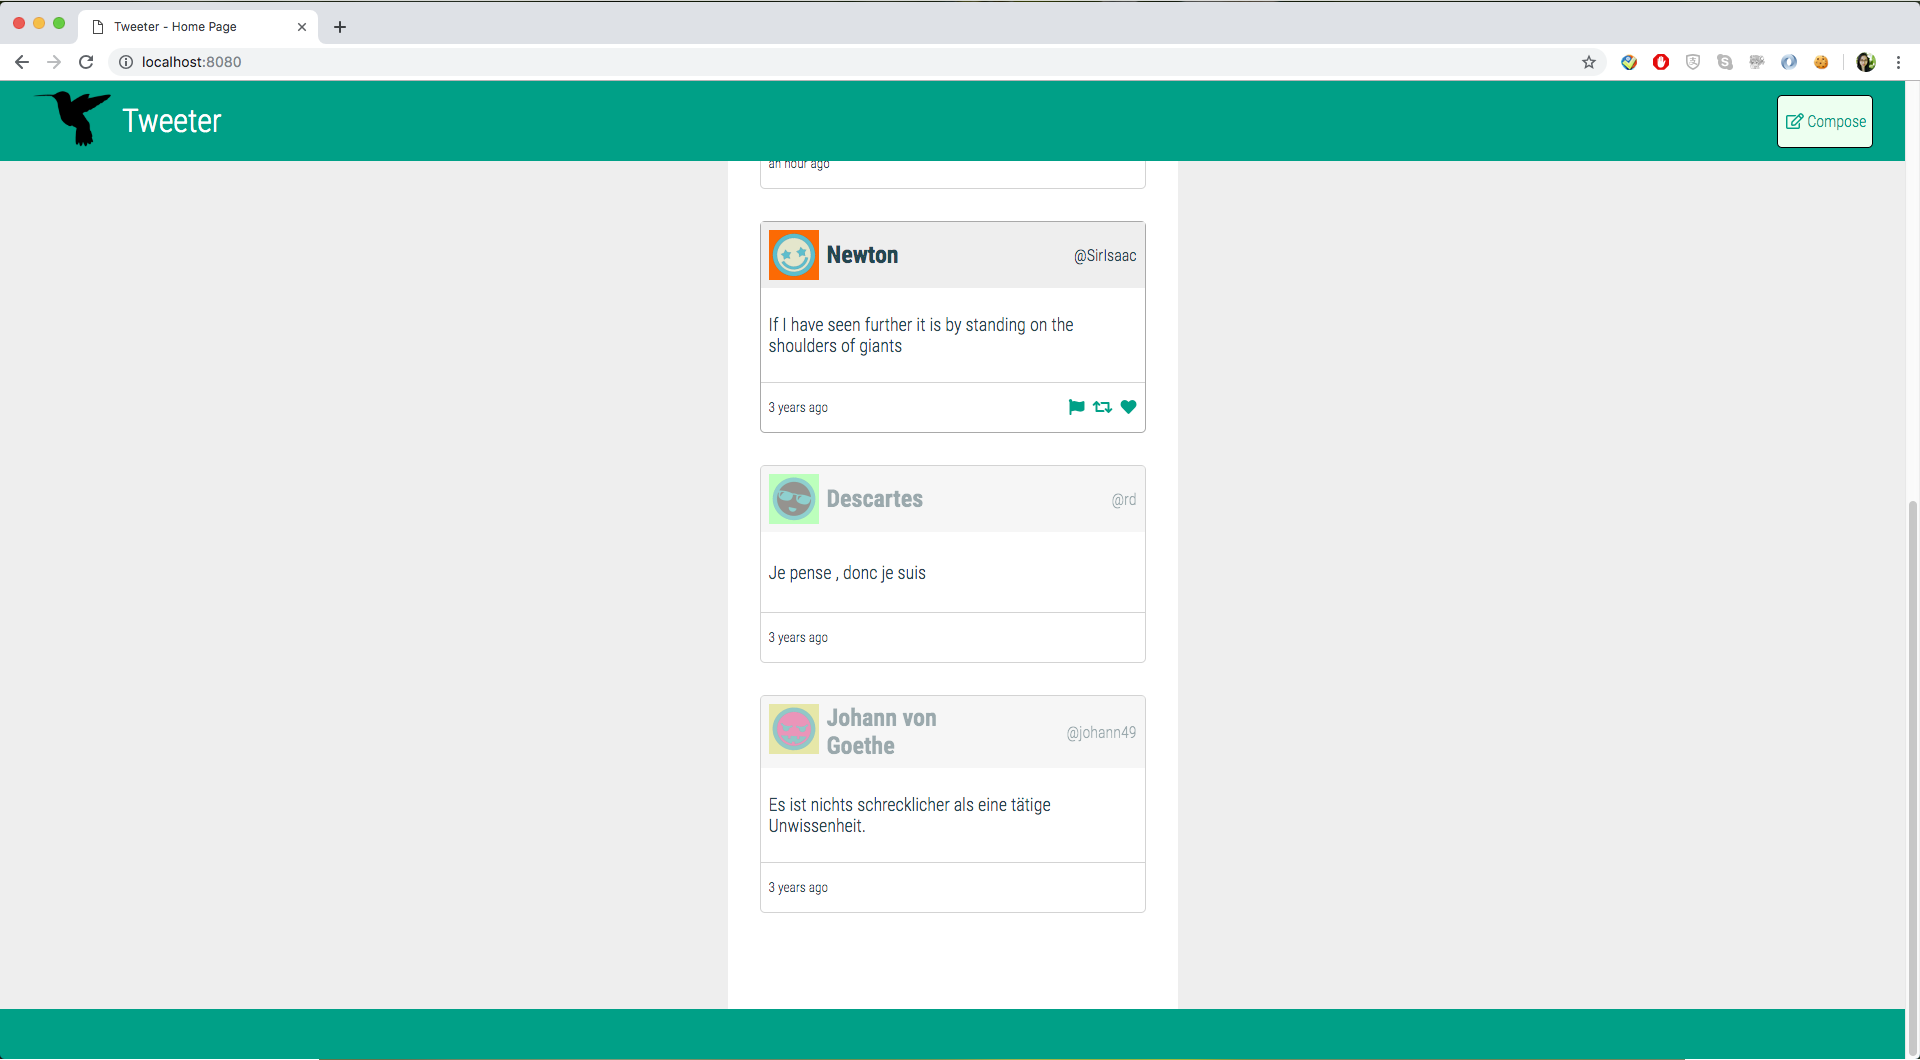 Tweeter - Home Page
localhost:8080
Tweeter
Compose
an hour ago
Newton
@SirIsaac
If I have seen further it is by standing on the
shoulders of giants
3 years ago
Descartes
@rd
Je pense , donc je suis
3 years ago
Johann von
Goethe
@johann49
Es ist nichts schrecklicher als eine tätige
Unwissenheit.
3 years ago